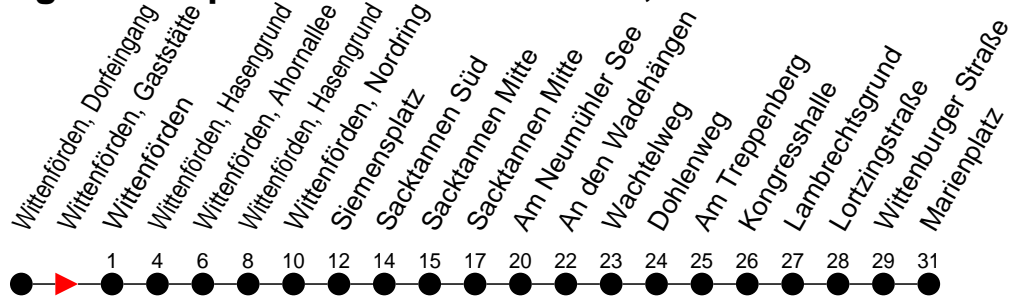 Wittenförden, Dorfeingang
Wittenförden, Gaststätte
Wittenförden
Wittenförden, Hasengrund
Wittenförden, Ahornallee
Wittenförden, Hasengrund
Wittenförden, Nordring
Siemensplatz
Sacktannen Süd
Sacktannen Mitte
Sacktannen Mitte
Am Neumühler See
An den Wadehängen
Wachtelweg
Dohlenweg
Am Treppenberg
Kongresshalle
Lambrechtsgrund
Lortzingstraße
Wittenburger Straße
Marienplatz
1 4 6 8 10 12 14 15 17 20 22 23 24 25 26 27 28 29 31